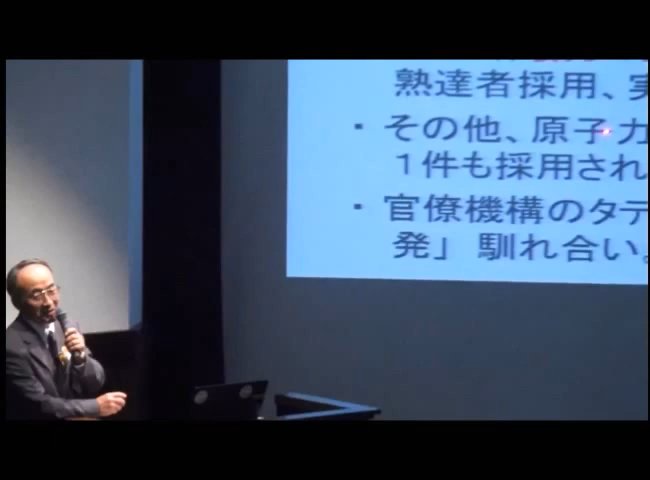 熟達者採用、実
・その他、原子力
１件も採用され
・官僚機構のタテ
発」馴れ合い。